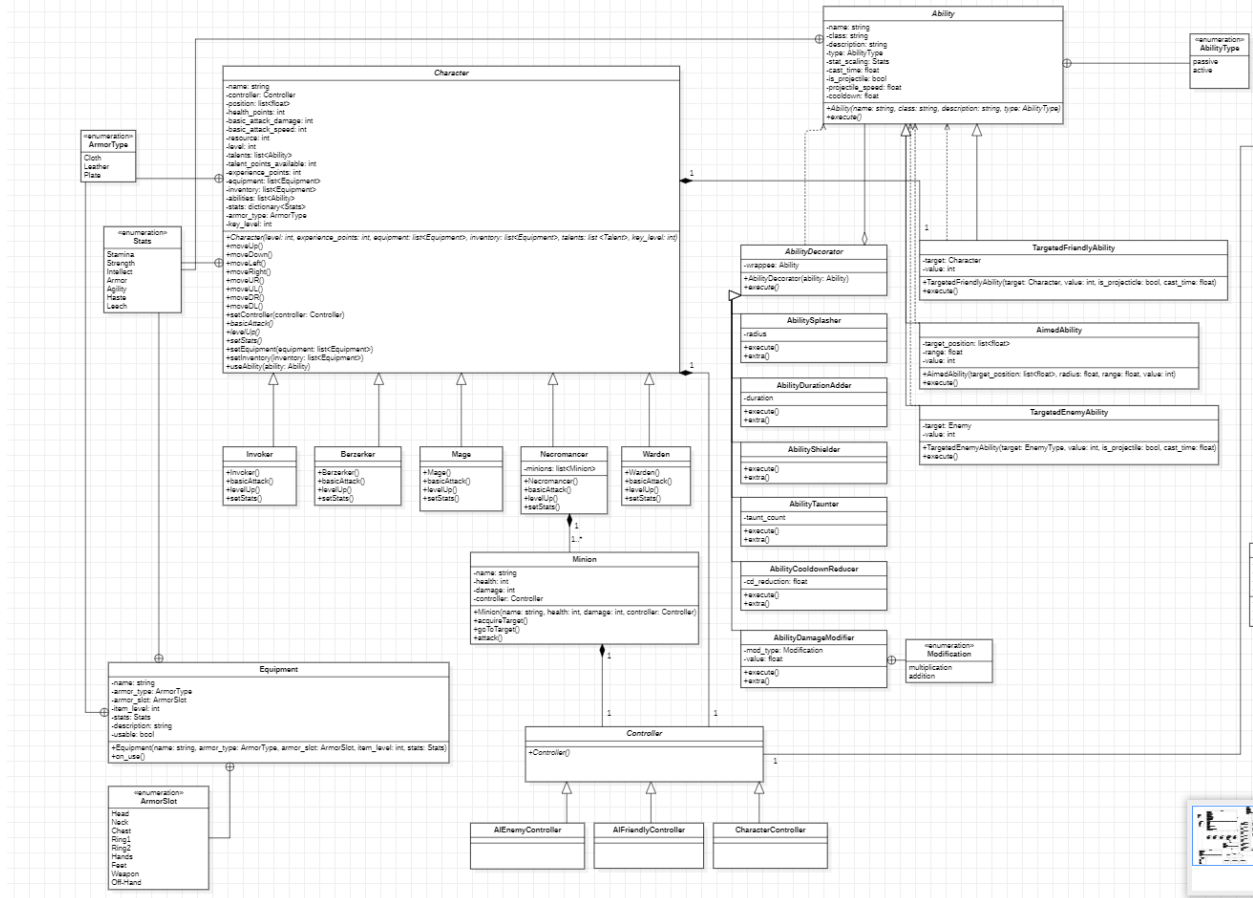 Ability
-name: string
-class: string
-description: string
-type: AbilityType
-stat_scaling: Stats
-cast_time: float
-is_projectile: bool
-projectile_speed: float
-cooldown: float
+Ability(name: string, class: string, description: string, type: AbilityType)
+execute()
«enumeration»
AbilityType
passive
active
Character
-name: string
-controller: Controller
-position: list<float>
-health_points: int
-basic_attack_damage: int
-basic_attack_speed: int
-resource: int
-level: int
-talents: list<Ability>
-talent_points_available: int
-experience_points: int
-equipment: list<Equipment>
-inventory: list<Equipment>
-abilities: list<Ability>
-stats: dictionary<Stats>
-armor_type: ArmorType
-key_level: int
+Character(level: int, experience_points: int, equipment: list<Equipment>, inventory: list<Equipment>, talents: list <Talent>, key_level: int)
+moveUp()
+moveDown()
+moveLeft()
+moveRight()
+moveUR()
+moveUL()
+moveDR()
+moveDL()
+setController(controller: Controller)
+basicAttack()
+levelUp()
+setStats()
+setEquipment(equipment: list<Equipment>)
+setInventory(inventory: list<Equipment>)
+useAbility(ability: Ability)
«enumeration»
ArmorType
Cloth
Leather
Plate
«enumeration»
Stats
Stamina
Strength
Intellect
Armor
Agility
Haste
Leech
1
1
1
AbilityDecorator
-wrappee: Ability
+AbilityDecorator(ability: Ability)
+execute()
TargetedFriendlyAbility
-target: Character
-value: int
+TargetedFriendlyAbility(target: Character, value: int, is_projecticle: bool, cast_time: float)
+execute()
AbilitySplasher
-radius
+execute()
+extra()
AimedAbility
-target_position: list<float>
-range: float
-value: int
+AimedAbility(target_position: list<float>, radius: float, range: float, value: int)
+execute()
AbilityDurationAdder
-duration
+execute()
+extra()
TargetedEnemyAbility
-target: Enemy
-value: int
+TargetedEnemyAbility(target: EnemyType, value: int, is_projectile: bool, cast_time: float)
+execute()
Invoker
+Invoker()
+basicAttack()
+levelUp()
+setStats()
Berzerker
+Berzerker()
+basicAttack()
+levelUp()
+setStats()
Mage
+Mage()
+basicAttack()
+levelUp()
+setStats()
Necromancer
-minions: list<Minion>
+Necromancer()
+basicAttack()
+levelUp()
+setStats()
Warden
+Warden()
+basicAttack()
+levelUp()
+setStats()
AbilityShielder
+execute()
+extra()
AbilityTaunter
-taunt_count
+execute()
+extra()
1
1..*
Minion
-name: string
-health: int
-damage: int
-controller: Controller
+Minion(name: string, health: int, damage: int, controller: Controller)
+acquireTarget()
+goToTarget()
+attack()
AbilityCooldownReducer
-cd_reduction: float
+execute()
+extra()
AbilityDamageModifier
-mod_type: Modification
-value: float
+execute()
+extra()
«enumeration»
Modification
multiplication
addition
1
1
1
Equipment
-name: string
-armor_type: ArmorType
-armor_slot: ArmorSlot
-item_level: int
-stats: Stats
-description: string
-usable: bool
+Equipment(name: string, armor_type: ArmorType, armor_slot: ArmorSlot, item_level: int, stats: Stats)
+on_use()
Controller
+Controller()
1
«enumeration»
ArmorSlot
Head
Neck
Chest
Ring1
Ring2
Hands
Feet
Weapon
Off-Hand
AIEnemyController
AIFriendlyController
CharacterController